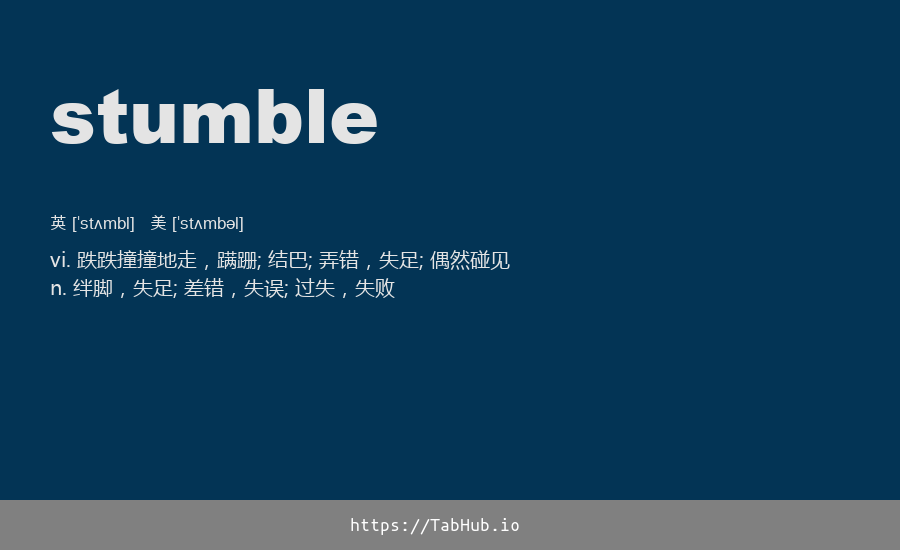 stumble
英 [ˈstʌmbl] 美 [ˈstʌmbəl]
vi. 跌跌撞撞地走，蹒跚; 结巴; 弄错，失足; 偶然碰见
n. 绊脚，失足; 差错，失误; 过失，失败
https://TabHub.io